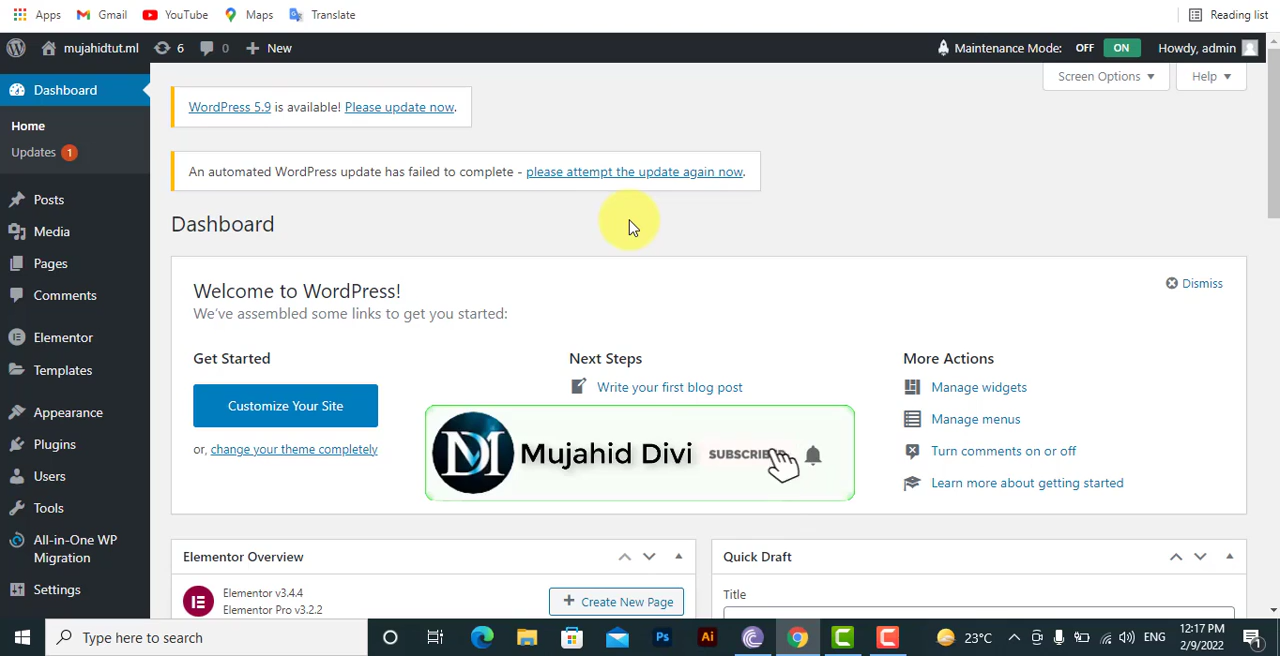 Apps Gmail YouTube Maps Translate Reading list
mujahidtut.ml 6 0 New Maintenance Mode: OFF ON Howdy, admin
Dashboard
Home
Updates 1
Posts
Media
Pages
Comments
Elementor
Templates
Appearance
Plugins
Users
Tools
All-in-One WP
Migration
Settings
Screen Options Help
WordPress 5.9 is available! Please update now.
An automated WordPress update has failed to complete - please attempt the update again now.
Dashboard
Welcome to WordPress!
Dismiss
We've assembled some links to get you started:
Get Started
Customize Your Site
or, change your theme completely
Next Steps
Write your first blog post
More Actions
Manage widgets
Manage menus
Turn comments on or off
Learn more about getting started
Mujahid Divi
Elementor Overview
Elementor v3.4.4
Elementor Pro v3.2.2
Create New Page
Quick Draft
Title
Type here to search Ps Ai 23°C ENG 12:17 PM
2/9/2022 1